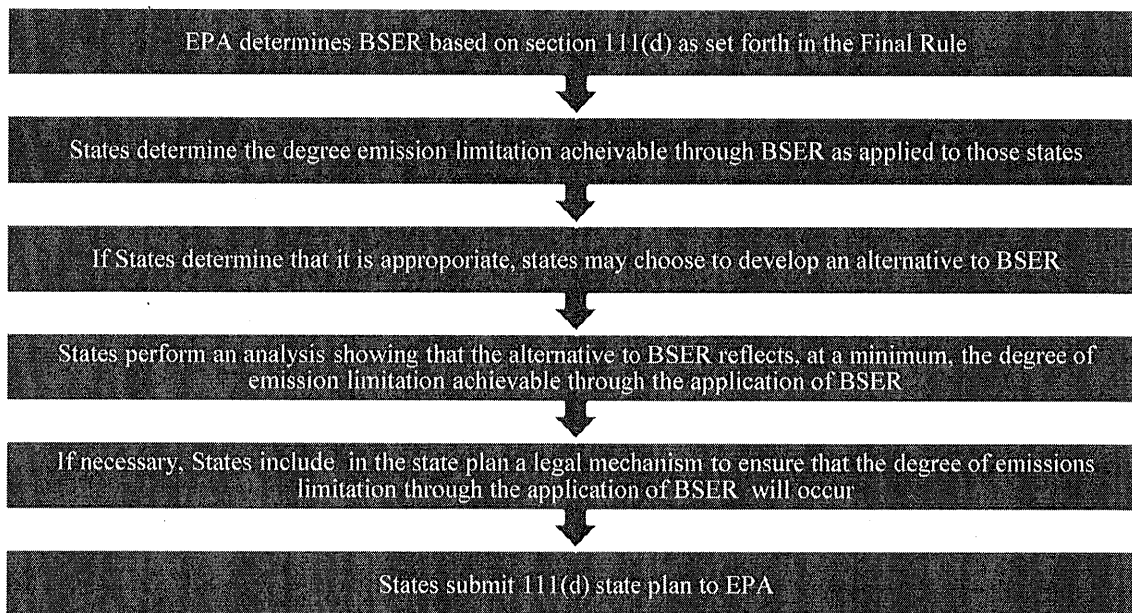 EPA determines BSER based on section 111(d) as set forth in the Final Rule
States determine the degree emission limitation acheivable through BSER as applied to those states
If States determine that it is approporiate, states may choose to develop an alternative to BSER
States perform an analysis showing that the alternative to BSER reflects, at a minimum, the degree of
emission limitation achievable through the application of BSER
If necessary, States include in the state plan a legal mechanism to ensure that the degree of emissions
limitation through the application of BSER will occur
States submit 111(d) state plan to EPA